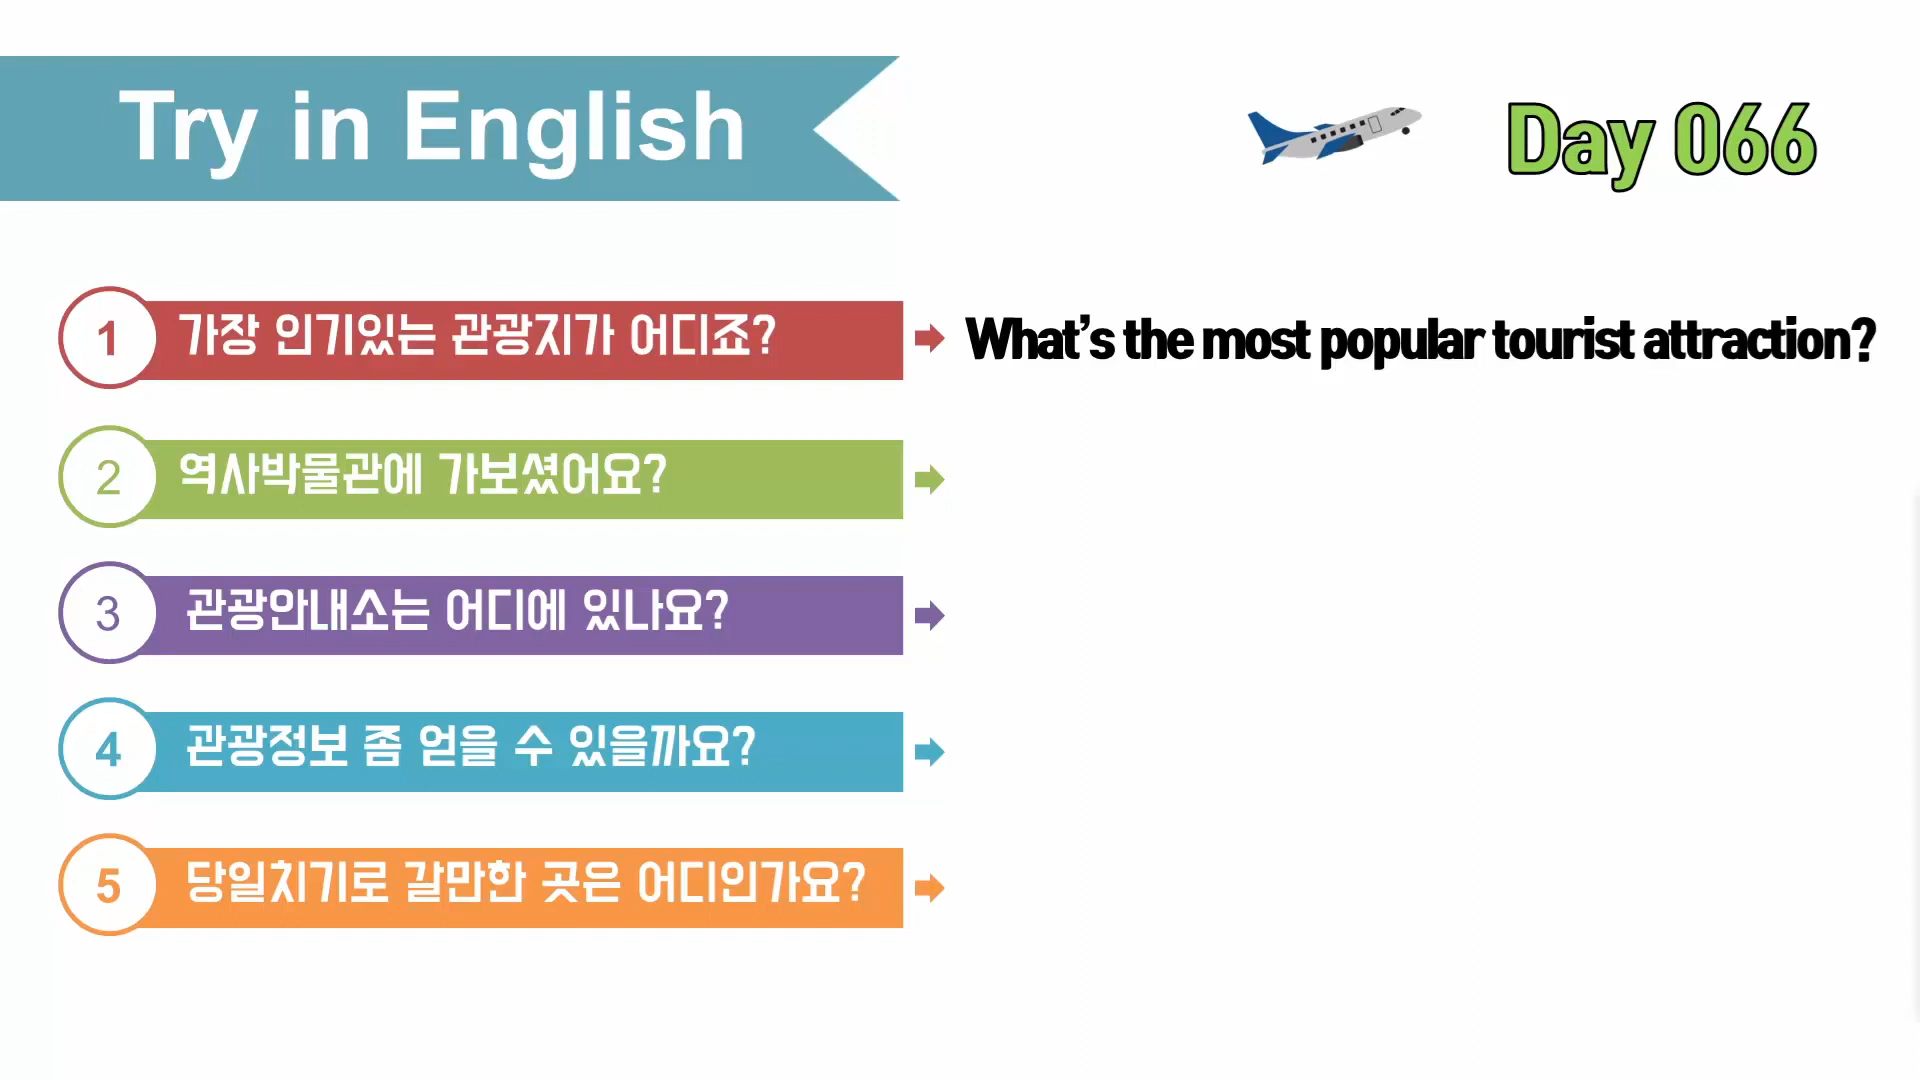 Try in English
Day 066
1 가장 인기있는 관광지가 어디죠? What's the most popular tourist attraction?
2 역사박물관에 가보셨어요?
3 관광안내소는 어디에 있나요?
4 관광정보 좀 얻을 수 있을까요?
5 당일치기로 갈만한 곳은 어디인가요?